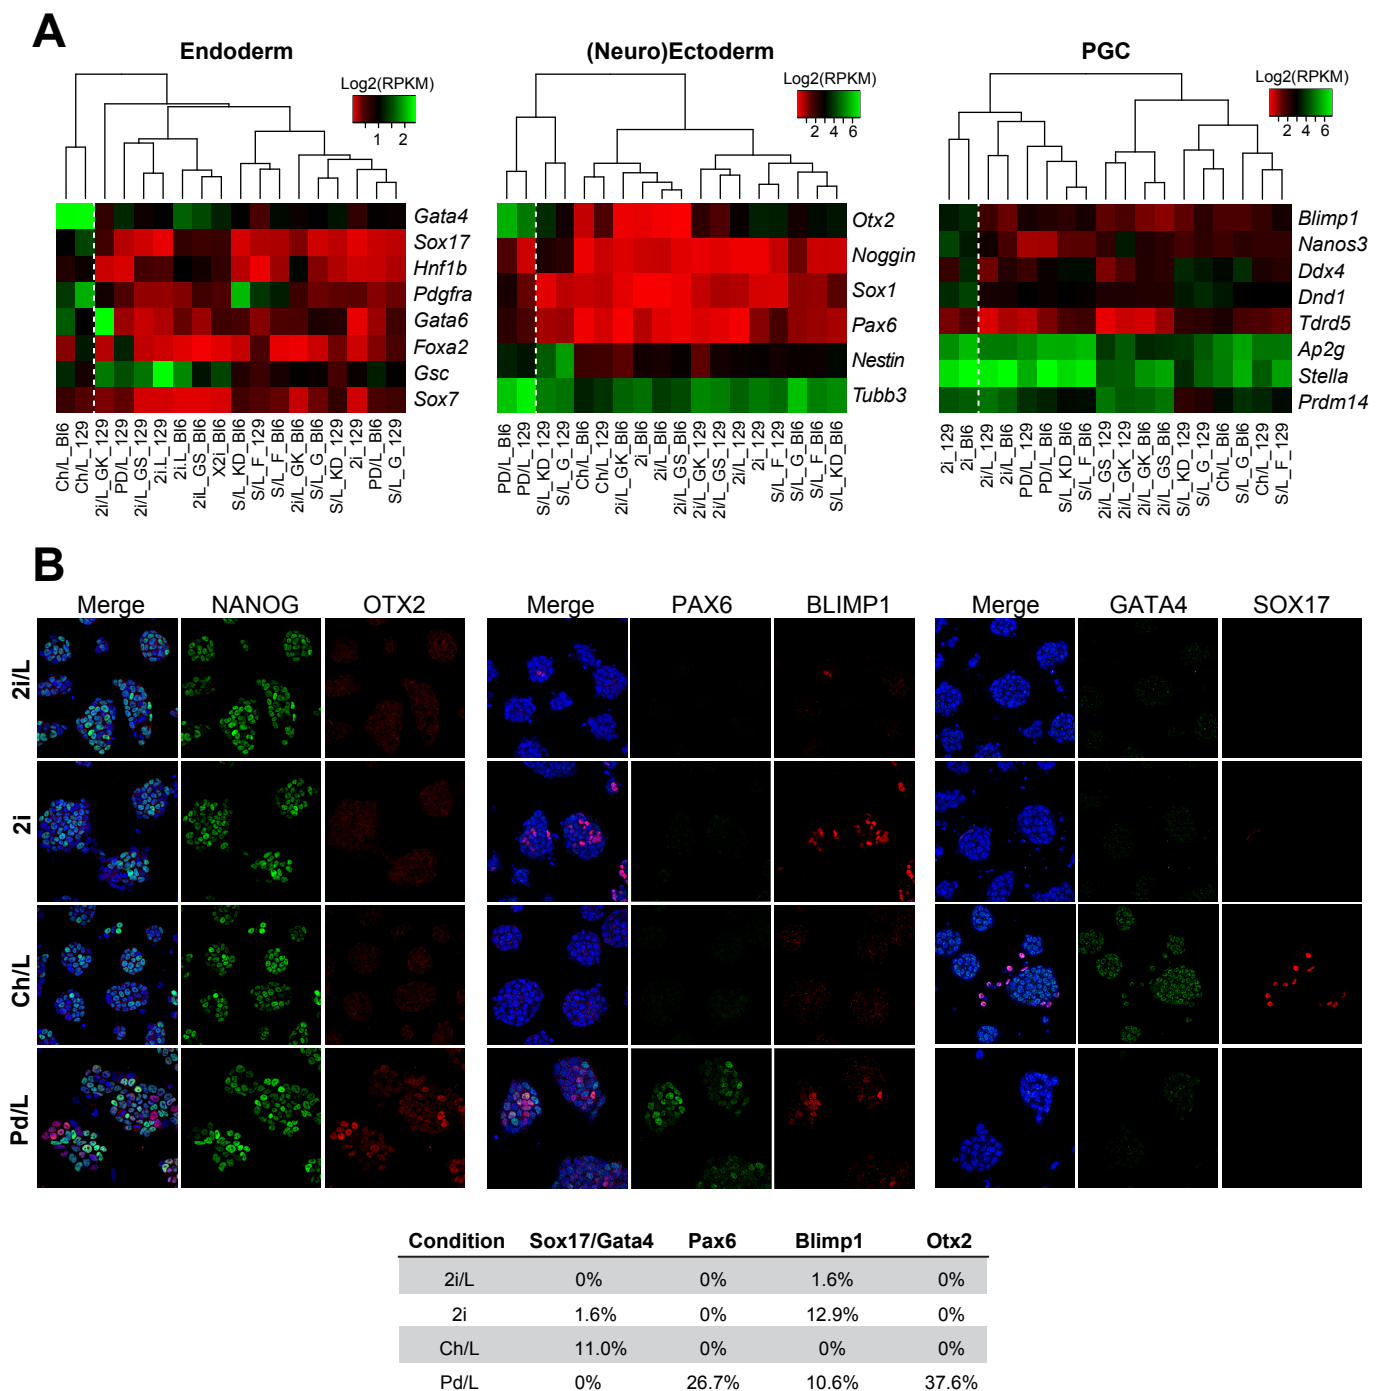 A
Endoderm
(Neuro)Ectoderm
PGC
Log2(RPKM)
1 2
Log2(RPKM)
2 4 6
Log2(RPKM)
2 4 6
Gata4
Sox17
Hnf1b
Pdgfra
Gata6
Foxa2
Gsc
Sox7
Ch/L_Bl6
Ch/L_129
2i/L_GK_129
PD/L_129
2i/L_GS_129
2i.L_129
2i.L_Bl6
2iL_GS_Bl6
X2i_Bl6
S/L_KD_Bl6
S/L_F_129
S/L_F_Bl6
2i/L_GK_Bl6
S/L_G_Bl6
S/L_KD_129
2i_129
PD/L_Bl6
S/L_G_129
Otx2
Noggin
Sox1
Pax6
Nestin
Tubb3
PD/L_Bl6
PD/L_129
S/L_KD_129
S/L_G_129
Ch/L_Bl6
Ch/L_129
2i/L_GK_Bl6
2i_Bl6
2i/L_Bl6
2i/L_GS_Bl6
2i/L_GK_129
2i/L_GS_129
2i/L_129
2i_129
S/L_F_129
S/L_G_Bl6
S/L_F_Bl6
S/L_KD_Bl6
Blimp1
Nanos3
Ddx4
Dnd1
Tdrd5
Ap2g
Stella
Prdm14
2i_129
2i_Bl6
2i/L_129
2i/L_Bl6
PD/L_129
PD/L_Bl6
S/L_KD_Bl6
S/L_F_Bl6
2i/L_GS_129
2i/L_GK_129
2i/L_GK_Bl6
2i/L_GS_Bl6
S/L_KD_129
S/L_G_129
Ch/L_Bl6
S/L_G_Bl6
Ch/L_129
S/L_F_129
B
Merge NANOG OTX2
Merge PAX6 BLIMP1
Merge GATA4 SOX17
2i/L
2i
Ch/L
Pd/L
Condition Sox17/Gata4 Pax6 Blimp1 Otx2
2i/L 0% 0% 1.6% 0%
2i 1.6% 0% 12.9% 0%
Ch/L 11.0% 0% 0% 0%
Pd/L 0% 26.7% 10.6% 37.6%